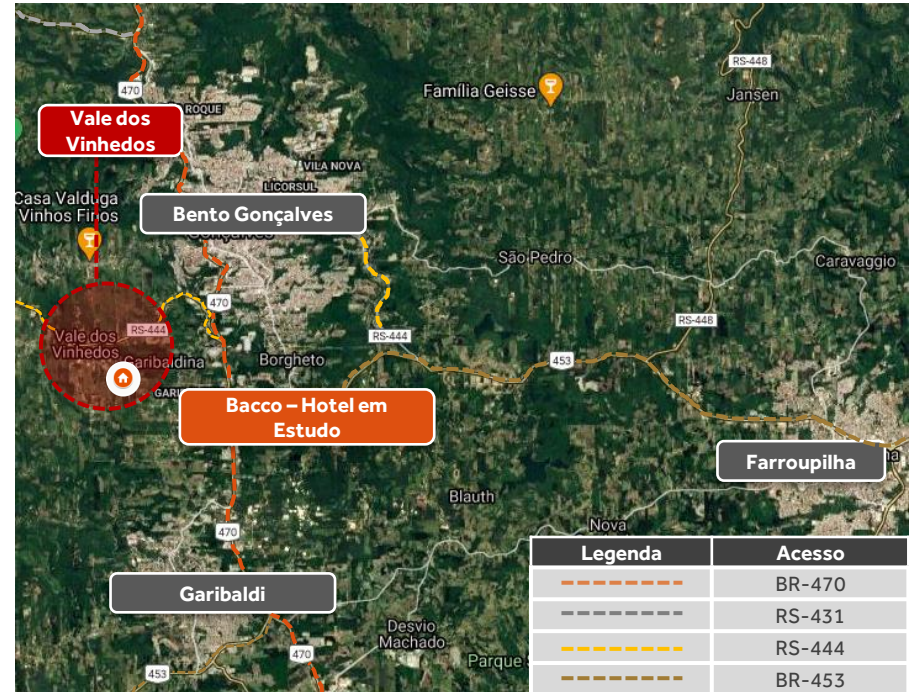 RS-448
470
Família Geisse
Jansen
ROQUE
Vale dos
Vinhedos
VILA NOVA
LICORSUL
Casa Valduga
Vinhos Finos
Bento Gonçalves
São Pedro
Caravaggio
470
RS-444
RS-444
RS-448
Vale dos
Vinhedos
Garibaldina
Borgheto
453
GARI
Bacco – Hotel em
Estudo
Farroupilha
Blauth
470
Nova
Legenda Acesso
BR-470
RS-431
RS-444
BR-453
Garibaldi
Desvio
Machado
470
Parque
453